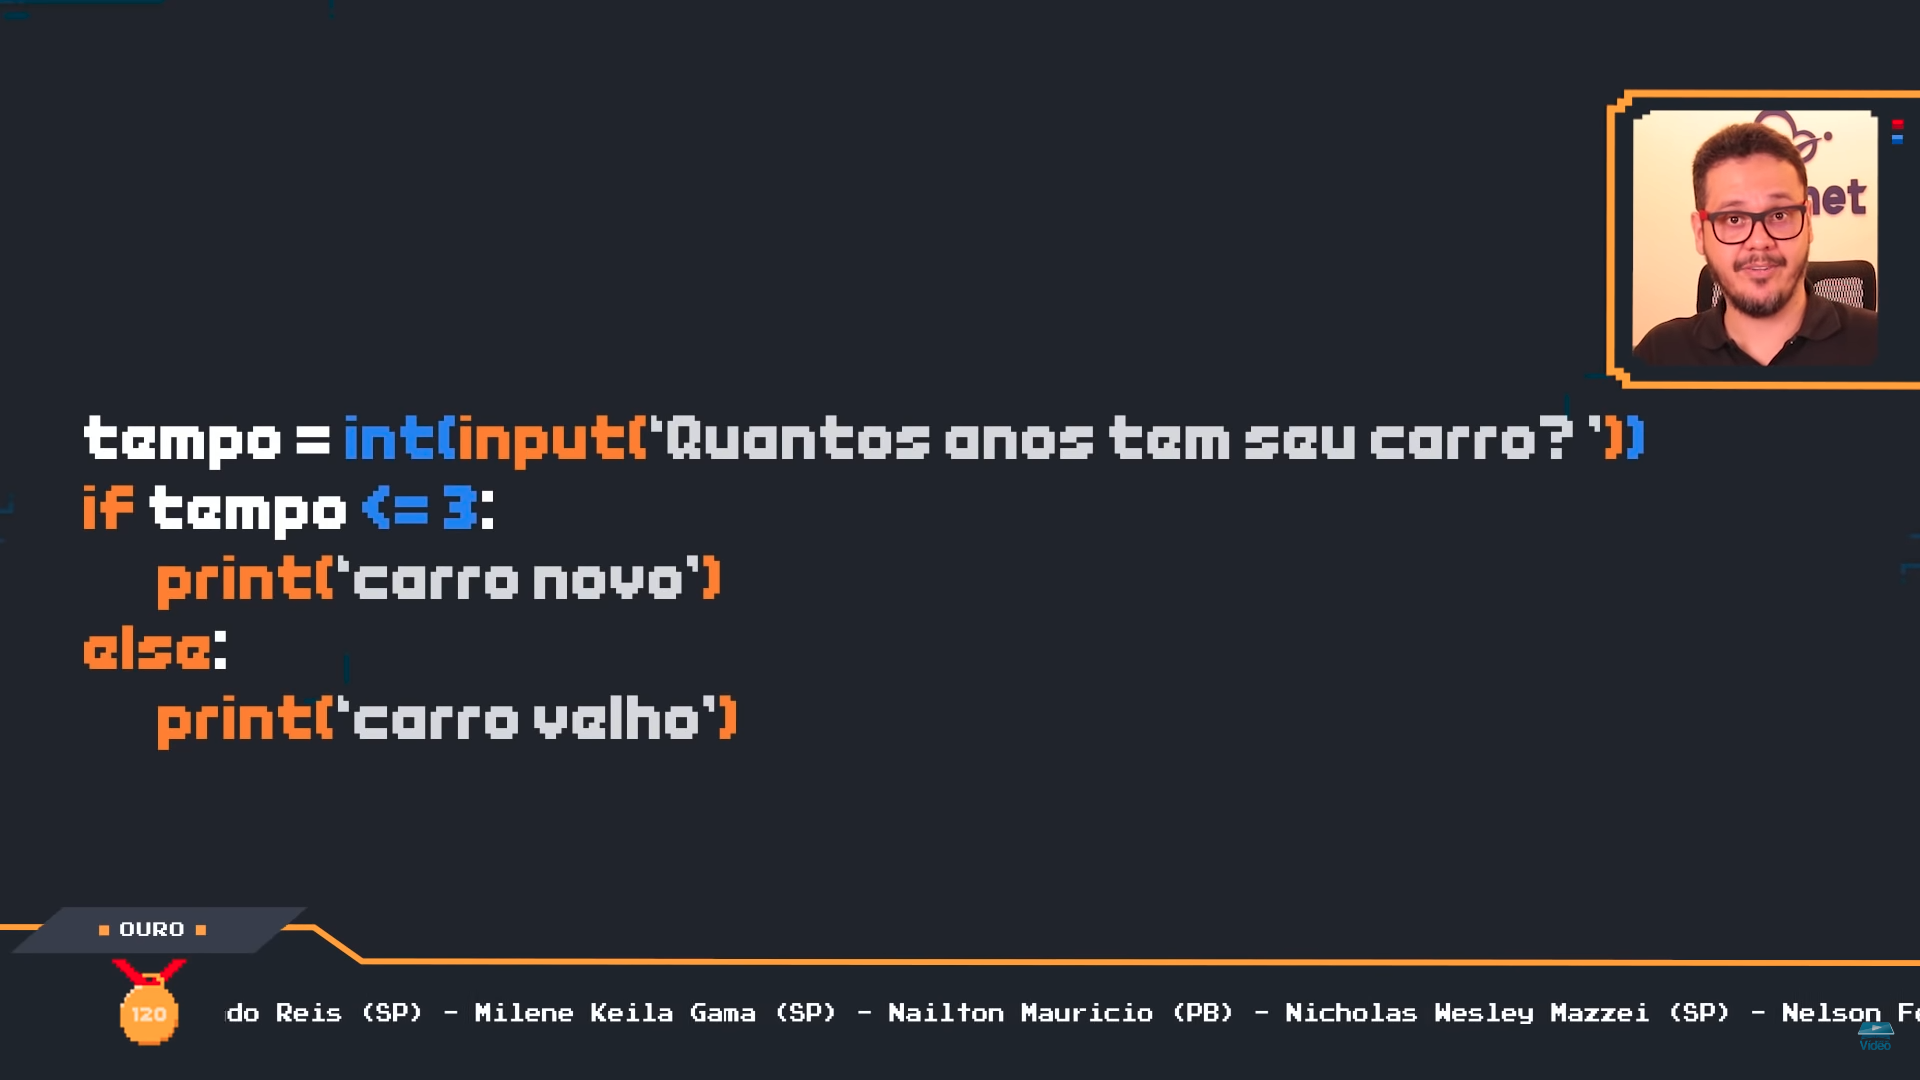 net
tempo = int(input(‘Quantos anos tem seu carro? ’))
if tempo <= 3:
print(‘carro novo’)
else:
print(‘carro velho’)
OURO
120
do Reis (SP) - Milene Keila Gama (SP) - Nailton Mauricio (PB) - Nicholas Wesley Mazzei (SP) - Nelson Fe
Vídeo